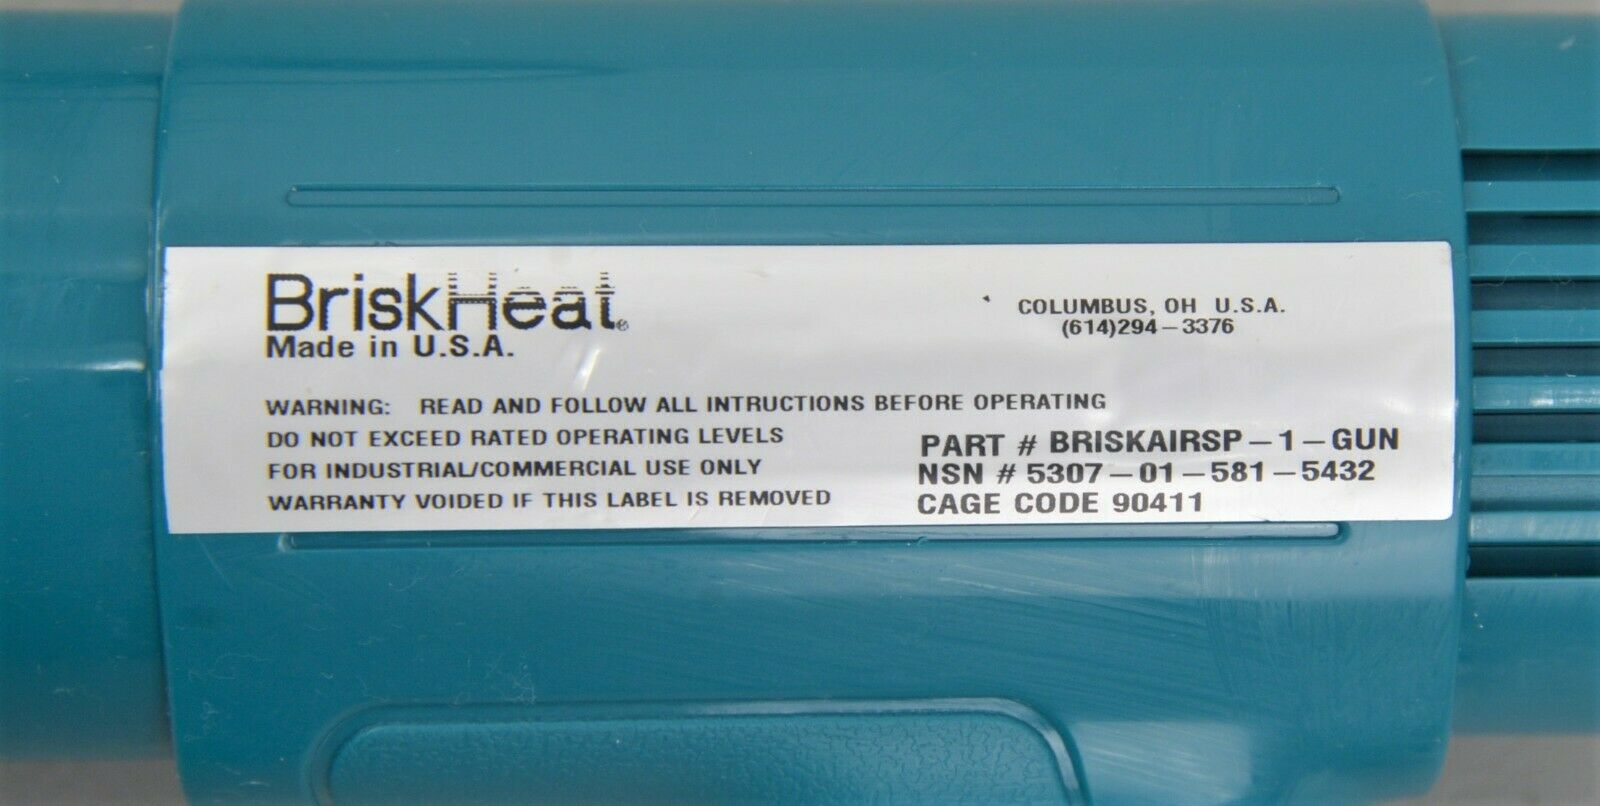 BriskHeat®
Made in U.S.A.
COLUMBUS, OH U.S.A.
(614)294-3376
WARNING: READ AND FOLLOW ALL INTRUCTIONS BEFORE OPERATING
DO NOT EXCEED RATED OPERATING LEVELS
FOR INDUSTRIAL/COMMERCIAL USE ONLY
WARRANTY VOIDED IF THIS LABEL IS REMOVED
PART # BRISKAIRSP-1-GUN
NSN # 5307-01-581-5432
CAGE CODE 90411